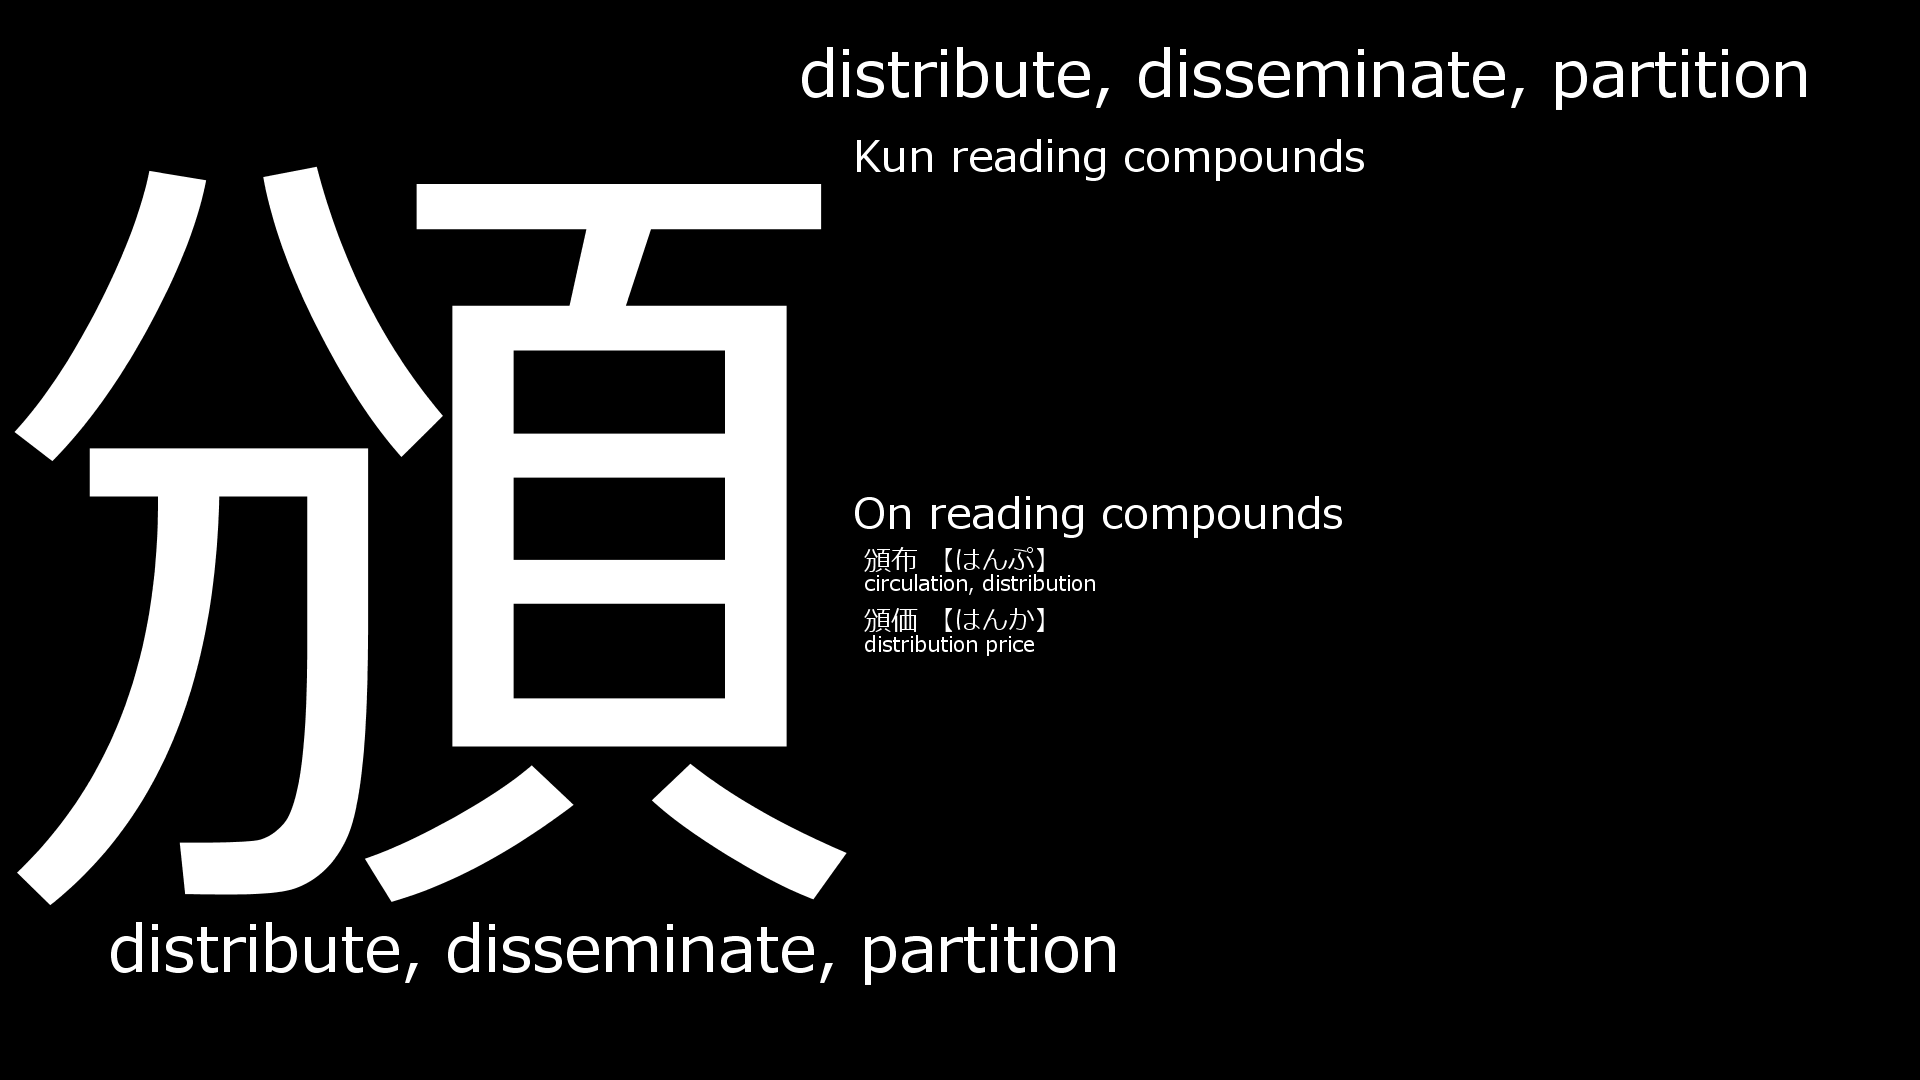 distribute, disseminate, partition
Kun reading compounds
頒
On reading compounds
頒布 【はんぷ】
circulation, distribution
頒価 【はんか】
distribution price
distribute, disseminate, partition